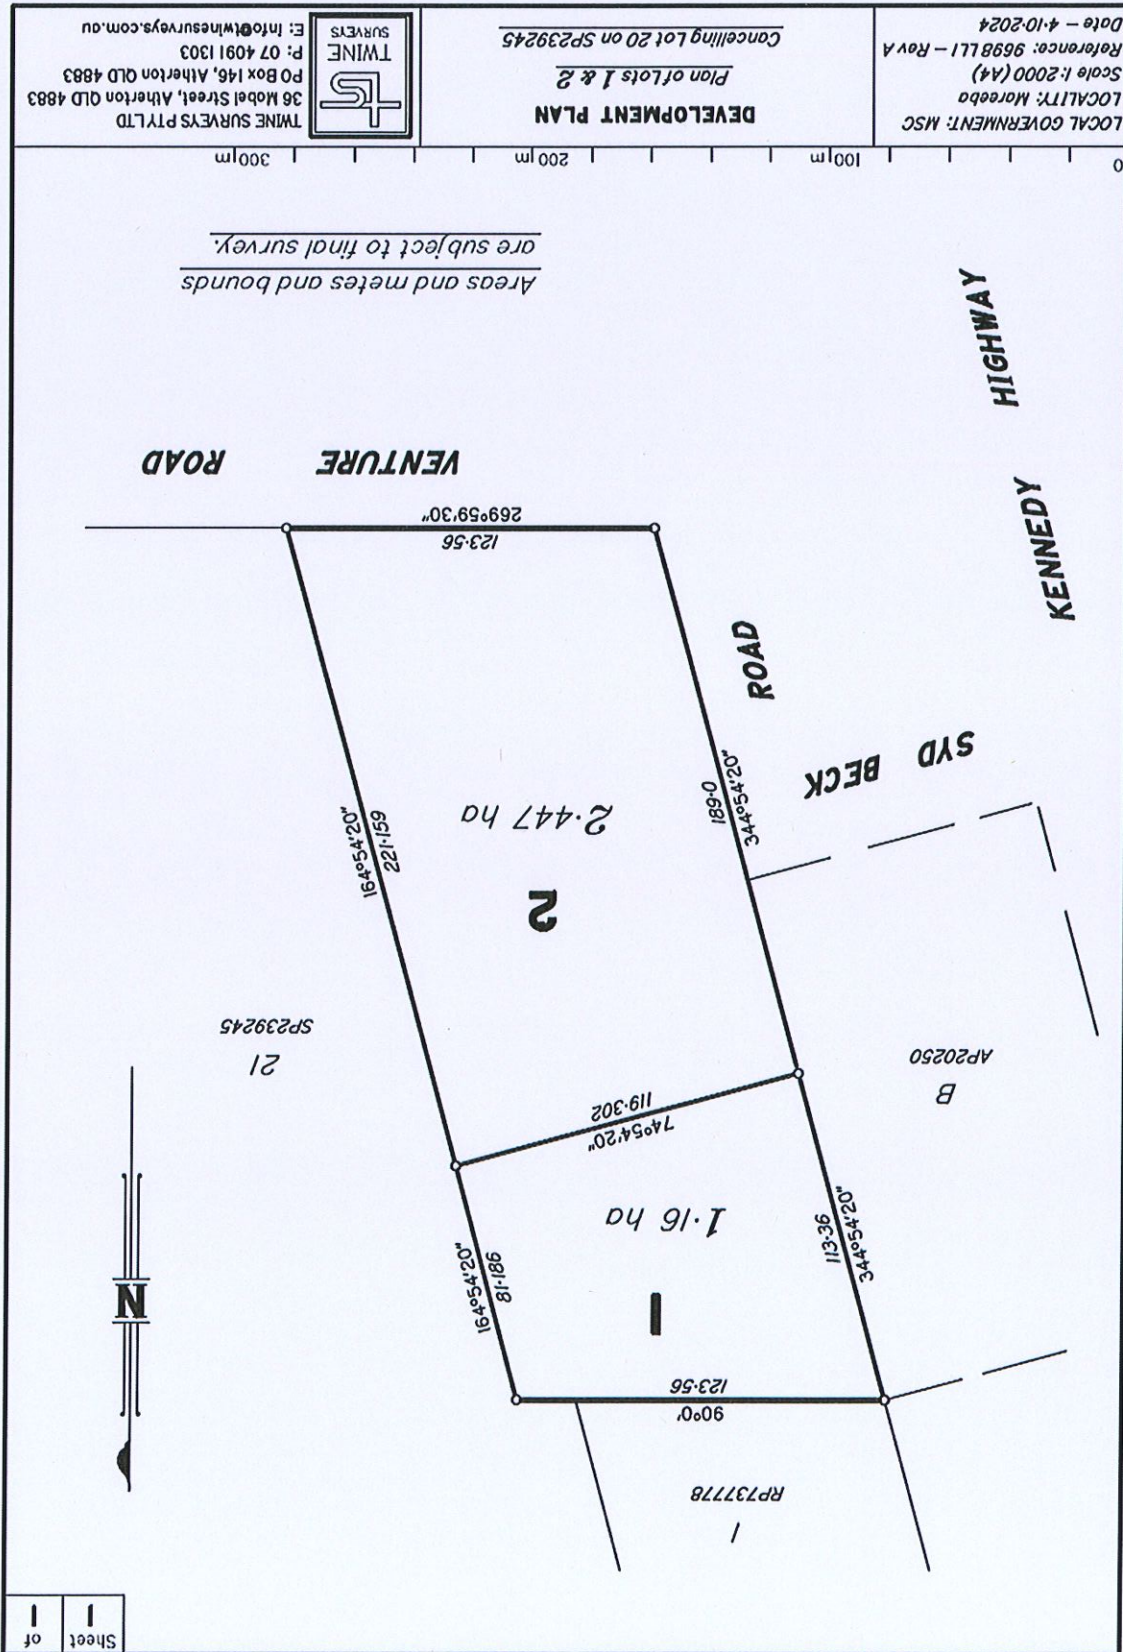 Sheet of
1 1
1
RP737778
90°0'
123·56
1
1·16 ha
113·36
344°54'20"
164°54'20"
81·186
N
74°54'20"
119·302
B
AP20250
21
SP239245
2
2·447 ha
164°54'20"
221·159
189·0
344°54'20"
SYD BECK ROAD
KENNEDY HIGHWAY
123·56
269°59'30"
VENTURE ROAD
Areas and metes and bounds
are subject to final survey.
0 100m 200m 300m
LOCAL GOVERNMENT: MSC
LOCALITY: Mareeba
Scale 1:2000 (A4)
Reference: 9698 LL1 – Rev A
Date – 4·10·2024
DEVELOPMENT PLAN
Plan of Lots 1 & 2
Cancelling Lot 20 on SP239245
TWINE
SURVEYS
TWINE SURVEYS PTY LTD
36 Mabel Street, Atherton QLD 4883
PO Box 146, Atherton QLD 4883
P: 07 4091 1303
E: info@twinesurveys.com.au